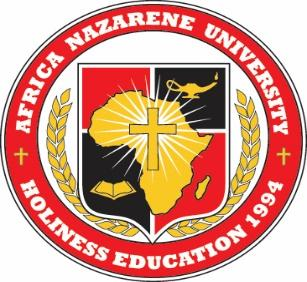 AFRICA NAZARENE UNIVERSITY
HOLINESS EDUCATION 1994